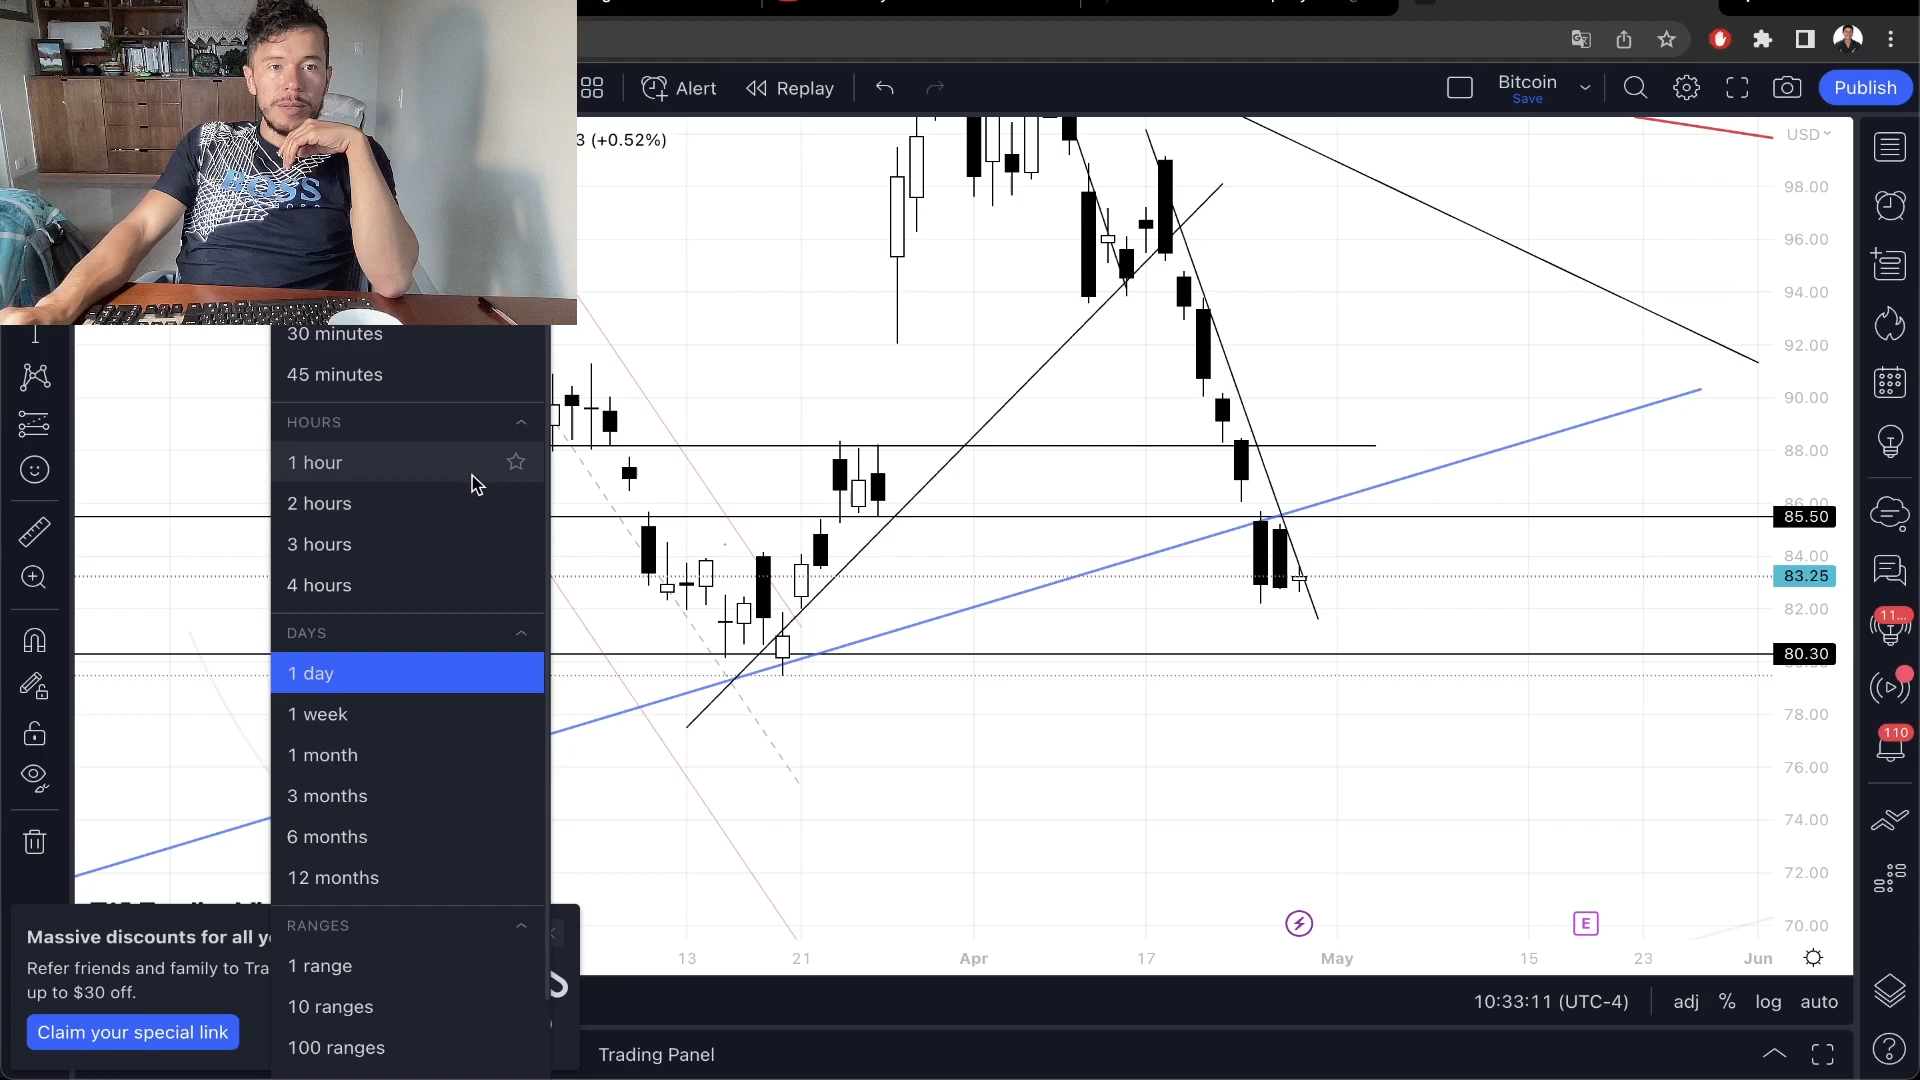 Alert
Replay
Bitcoin
Save
Publish
BOSS
3 (+0.52%)
USD
98.00
96.00
94.00
92.00
90.00
88.00
86.00
85.50
84.00
83.25
82.00
80.30
78.00
76.00
74.00
72.00
70.00
11...
110
30 minutes
45 minutes
HOURS
1 hour
2 hours
3 hours
4 hours
DAYS
1 day
1 week
1 month
3 months
6 months
12 months
RANGES
1 range
10 ranges
100 ranges
Massive discounts for all y
Refer friends and family to Tra
up to $30 off.
Claim your special link
E
13 21 Apr 17 May 15 23 Jun
10:33:11 (UTC-4) adj % log auto
Trading Panel